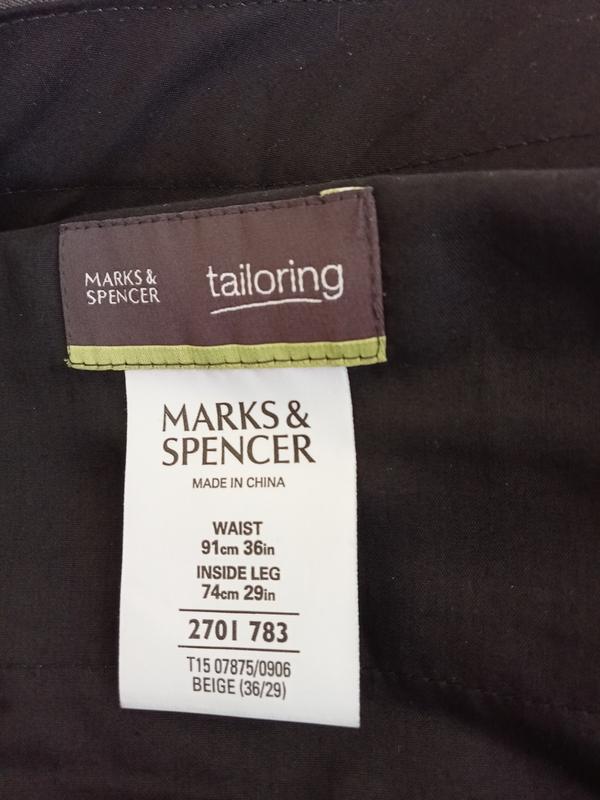 MARKS &
SPENCER
tailoring
MARKS &
SPENCER
MADE IN CHINA
WAIST
91cm 36in
INSIDE LEG
74cm 29in
2701 783
T15 07875/0906
BEIGE (36/29)